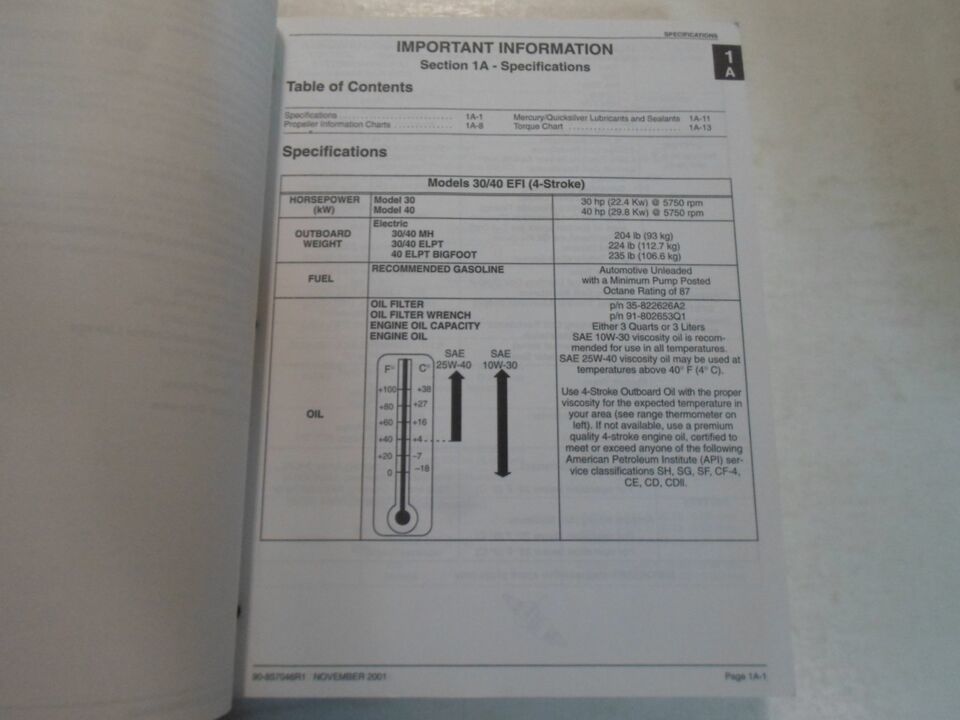 SPECIFICATIONS
IMPORTANT INFORMATION
1
A
Section 1A - Specifications
Table of Contents
Specifications 1A-1
Propeller Information Charts 1A-8
Mercury/Quicksilver Lubricants and Sealants 1A-11
Torque Chart 1A-13
Specifications
Models 30/40 EFI (4-Stroke)
HORSEPOWER
(kW)
Model 30
Model 40
30 hp (22.4 Kw) @ 5750 rpm
40 hp (29.8 Kw) @ 5750 rpm
OUTBOARD
WEIGHT
Electric
30/40 MH
30/40 ELPT
40 ELPT BIGFOOT
204 lb (93 kg)
224 lb (112.7 kg)
235 lb (106.6 kg)
FUEL
RECOMMENDED GASOLINE
Automotive Unleaded
with a Minimum Pump Posted
Octane Rating of 87
OIL
OIL FILTER
OIL FILTER WRENCH
ENGINE OIL CAPACITY
ENGINE OIL
SAE
25W-40
SAE
10W-30
F° C°
+100 +38
+80 +27
+60 +16
+40 +4
+20 -7
0 -18
p/n 35-822626A2
p/n 91-802653Q1
Either 3 Quarts or 3 Liters
SAE 10W-30 viscosity oil is recom-
mended for use in all temperatures.
SAE 25W-40 viscosity oil may be used at
temperatures above 40° F (4° C).
Use 4-Stroke Outboard Oil with the proper
viscosity for the expected temperature in
your area (see range thermometer on
left). If not available, use a premium
quality 4-stroke engine oil, certified to
meet or exceed anyone of the following
American Petroleum Institute (API) ser-
vice classifications SH, SG, SF, CF-4,
CE, CD, CDII.
90-857046R1 NOVEMBER 2001
Page 1A-1